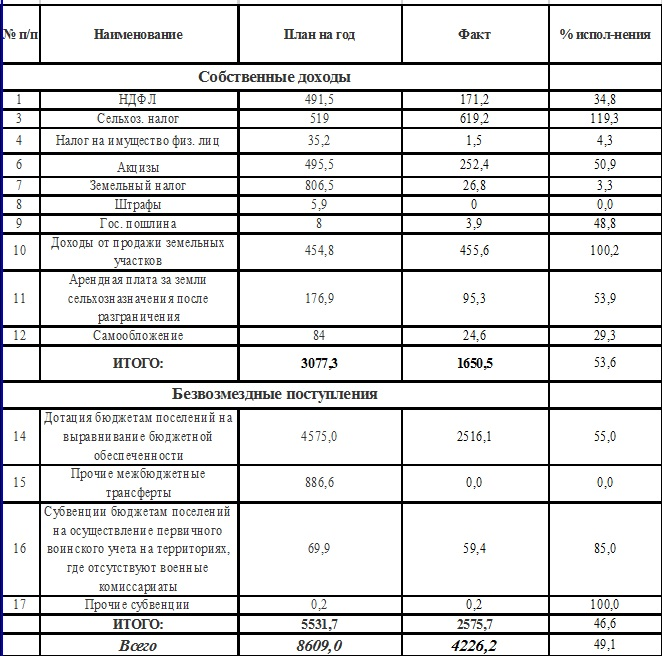 № п/п Наименование План на год Факт % испол-нения
Собственные доходы
1 НДФЛ 491,5 171,2 34,8
3 Сельхоз. налог 519 619,2 119,3
4 Налог на имущество физ. лиц 35,2 1,5 4,3
6 Акцизы 495,5 252,4 50,9
7 Земельный налог 806,5 26,8 3,3
8 Штрафы 5,9 0 0,0
9 Гос. пошлина 8 3,9 48,8
10 Доходы от продажи земельных
участков 454,8 455,6 100,2
11 Арендная плата за земли
сельхозназначения после
разграничения 176,9 95,3 53,9
12 Самообложение 84 24,6 29,3
ИТОГО: 3077,3 1650,5 53,6
Безвозмездные поступления
14 Дотация бюджетам поселений на
выравнивание бюджетной
обеспеченности 4575,0 2516,1 55,0
15 Прочие межбюджетные
трансферты 886,6 0,0 0,0
16 Субвенции бюджетам поселений
на осуществление первичного
воинского учета на территориях,
где отсутствуют военные
комиссариаты 69,9 59,4 85,0
17 Прочие субвенции 0,2 0,2 100,0
ИТОГО: 5531,7 2575,7 46,6
Всего 8609,0 4226,2 49,1